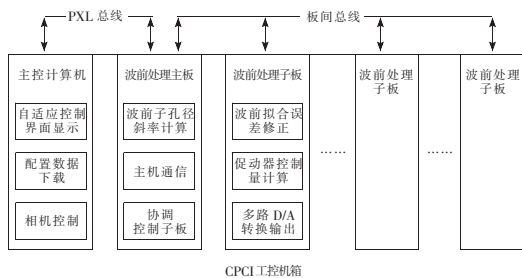 PXL 总线
板间总线
主控计算机
自适应控制
界面显示
配置数据
下载
相机控制
波前处理主板
波前子孔径
斜率计算
主机通信
协调
控制子板
波前处理子板
波前拟合误
差修正
促动器控制
量计算
多路 D/A
转换输出
……
波前处理
子板
……
波前处理
子板
CPCI 工控机箱